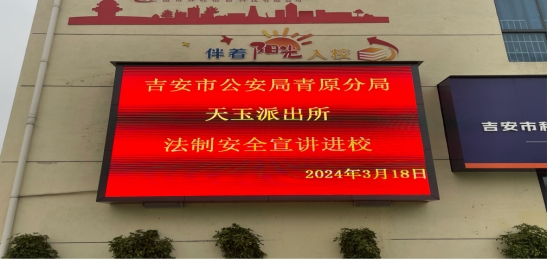 伴着阳光入校
吉安市公安局青原分局
天玉派出所
法制安全宣讲进校
2024年3月18日
吉安市